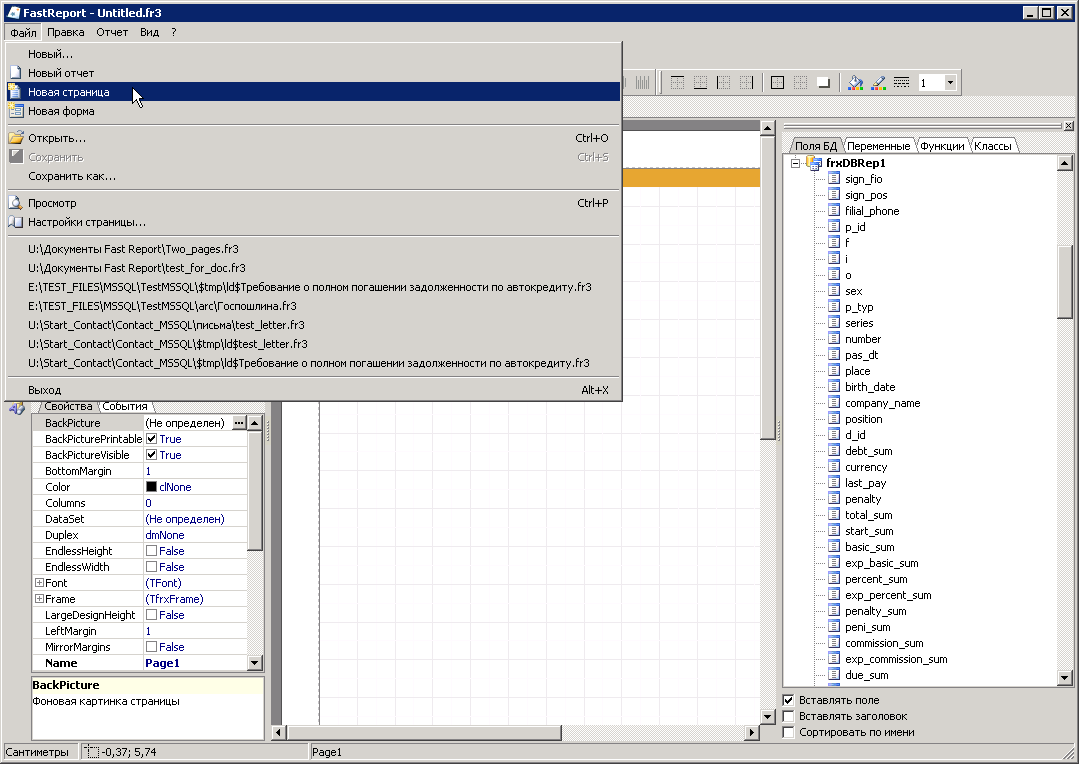 FastReport - Untitled.fr3
Файл Правка Отчет Вид ?
Новый...
Новый отчет
Новая страница
Новая форма
Открыть... Ctrl+O
Сохранить Ctrl+S
Сохранить как...
Просмотр Ctrl+P
Настройки страницы...
U:\Документы Fast Report\Two_pages.fr3
U:\Документы Fast Report\test_for_doc.fr3
E:\TEST_FILES\MSSQL\TestMSSQL\$tmp\ld$Требование о полном погашении задолженности по автокредиту.fr3
E:\TEST_FILES\MSSQL\TestMSSQL\arc\Госпошлина.fr3
U:\Start_Contact\Contact_MSSQL\письма\test_letter.fr3
U:\Start_Contact\Contact_MSSQL\$tmp\ld$test_letter.fr3
U:\Start_Contact\Contact_MSSQL\$tmp\ld$Требование о полном погашении задолженности по автокредиту.fr3
Выход Alt+X
1
Свойства События
BackPicture (Не определен) ...
BackPicturePrintable True
BackPictureVisible True
BottomMargin 1
Color clNone
Columns 0
DataSet (Не определен)
Duplex dmNone
EndlessHeight False
EndlessWidth False
Font (TFont)
Frame (TfrxFrame)
LargeDesignHeight False
LeftMargin 1
MirrorMargins False
Name Page1
BackPicture
Фоновая картинка страницы
Поля БД Переменные Функции Классы
frxDBRep1
sign_fio
sign_pos
filial_phone
p_id
f
i
o
sex
p_typ
series
number
pas_dt
place
birth_date
company_name
position
d_id
debt_sum
currency
last_pay
penalty
total_sum
start_sum
basic_sum
exp_basic_sum
percent_sum
exp_percent_sum
penalty_sum
peni_sum
commission_sum
exp_commission_sum
due_sum
Вставлять поле
Вставлять заголовок
Сортировать по имени
Сантиметры -0,37; 5,74 Page1